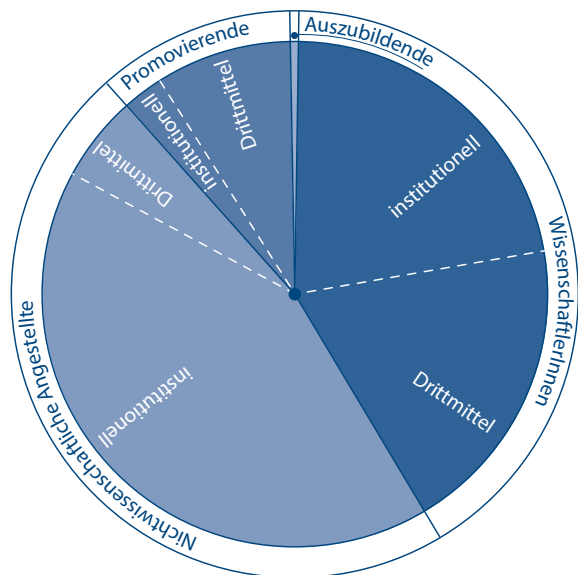 Auszubildende
WissenschaftlerInnen
institutionell
Drittmittel
Nichtwissenschaftliche Angestellte
institutionell
Drittmittel
Promovierende
institutionell
Drittmittel